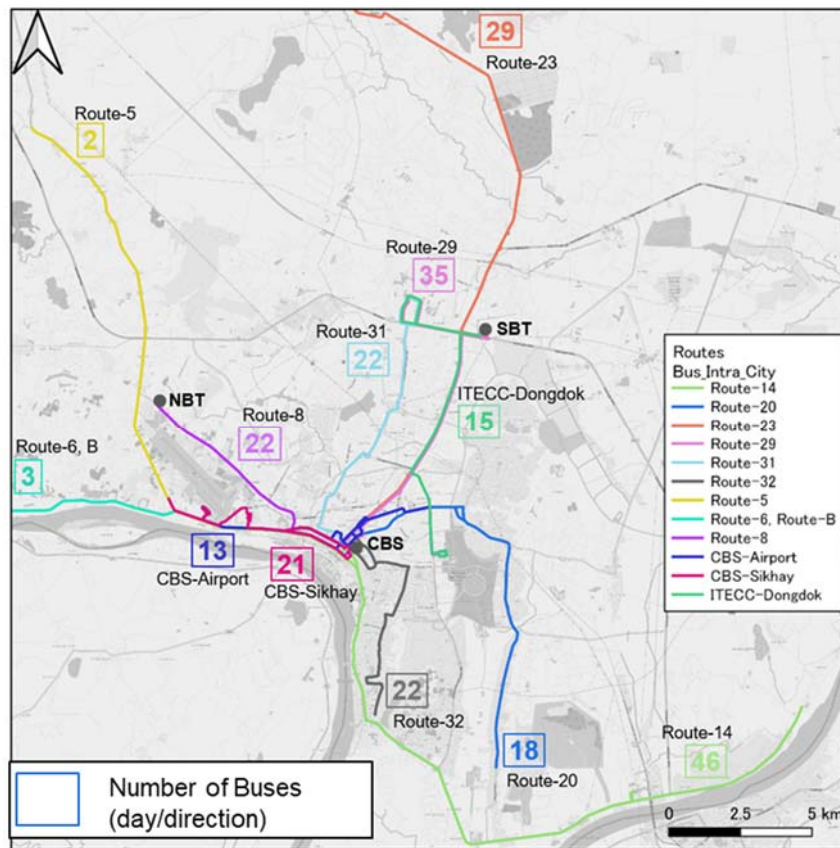 29
Route-23
Route-5
2
Route-29
35
Route-31
22
SBT
ITECC-Dongdok
15
NBT
Route-8
22
Route-6, B
3
CBS
13
CBS-Airport
21
CBS-Sikhay
22
Route-32
18
Route-20
Route-14
46
Routes
Bus_Intra_City
Route-14
Route-20
Route-23
Route-29
Route-31
Route-32
Route-5
Route-6, Route-B
Route-8
CBS-Airport
CBS-Sikhay
ITECC-Dongdok
Number of Buses
(day/direction)
0 2.5 5 km